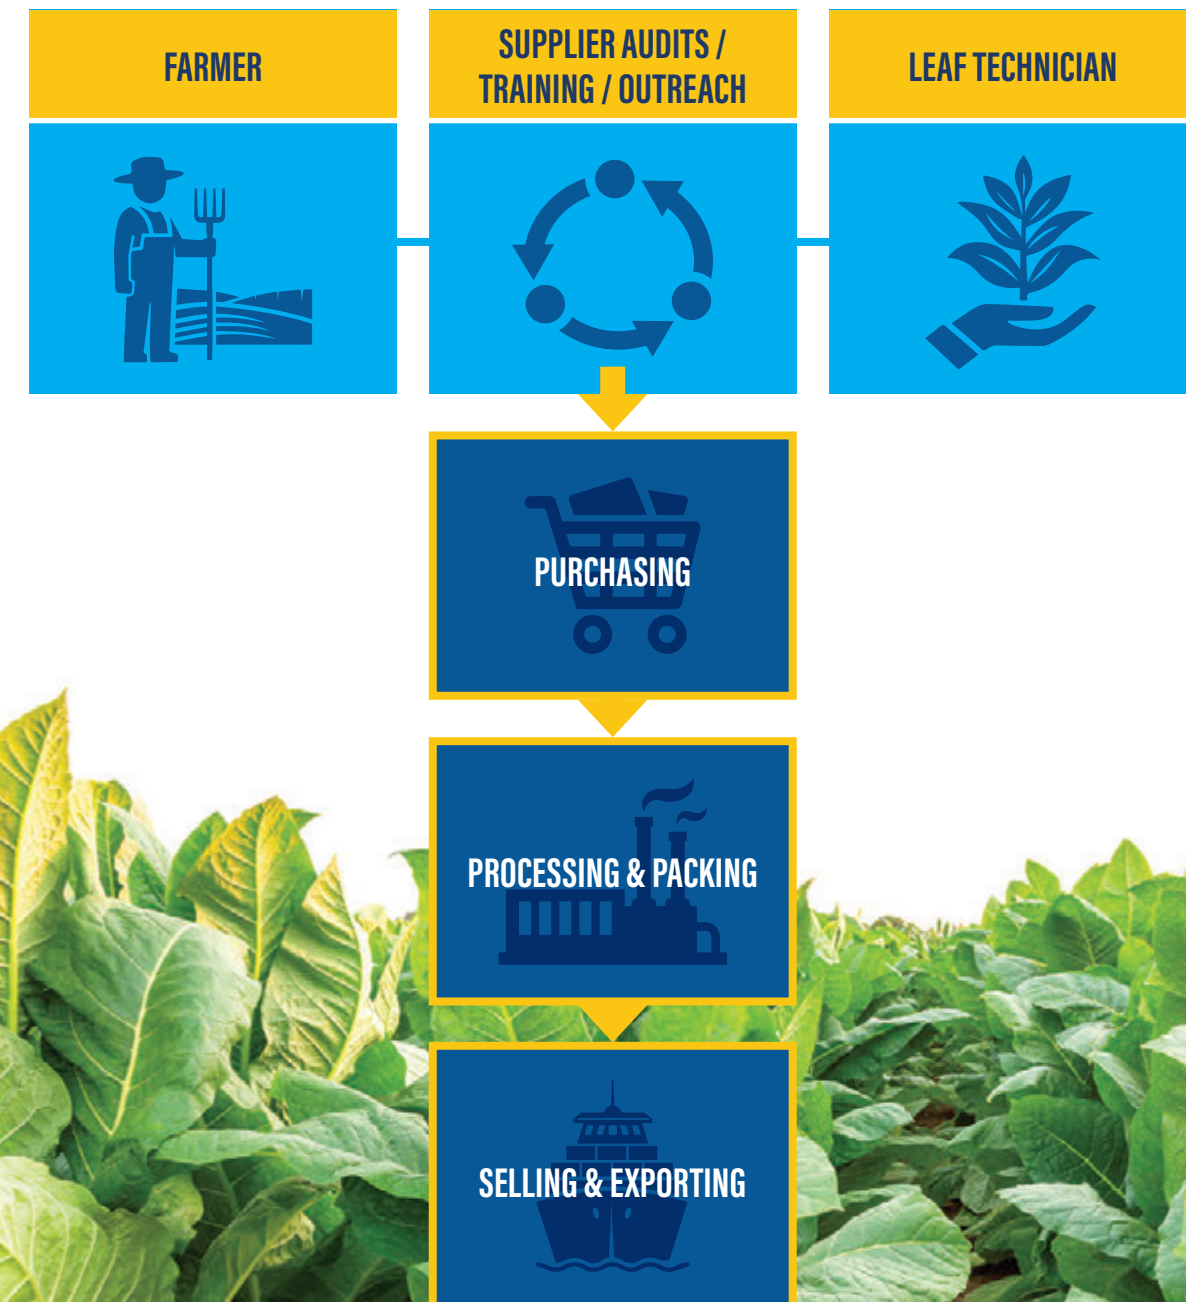 FARMER
SUPPLIER AUDITS /
TRAINING / OUTREACH
LEAF TECHNICIAN
PURCHASING
PROCESSING & PACKING
SELLING & EXPORTING